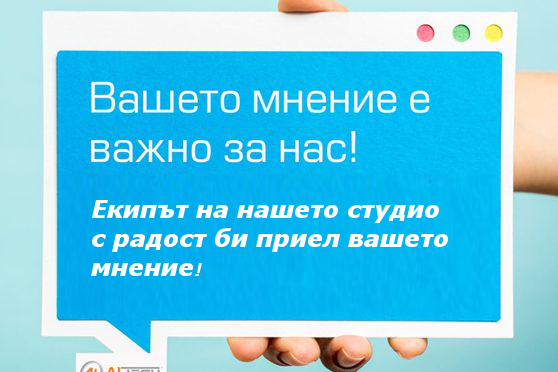 Вашето мнение е
важно за нас!
Екипът на нашето студио
с радост би приел вашето
мнение!